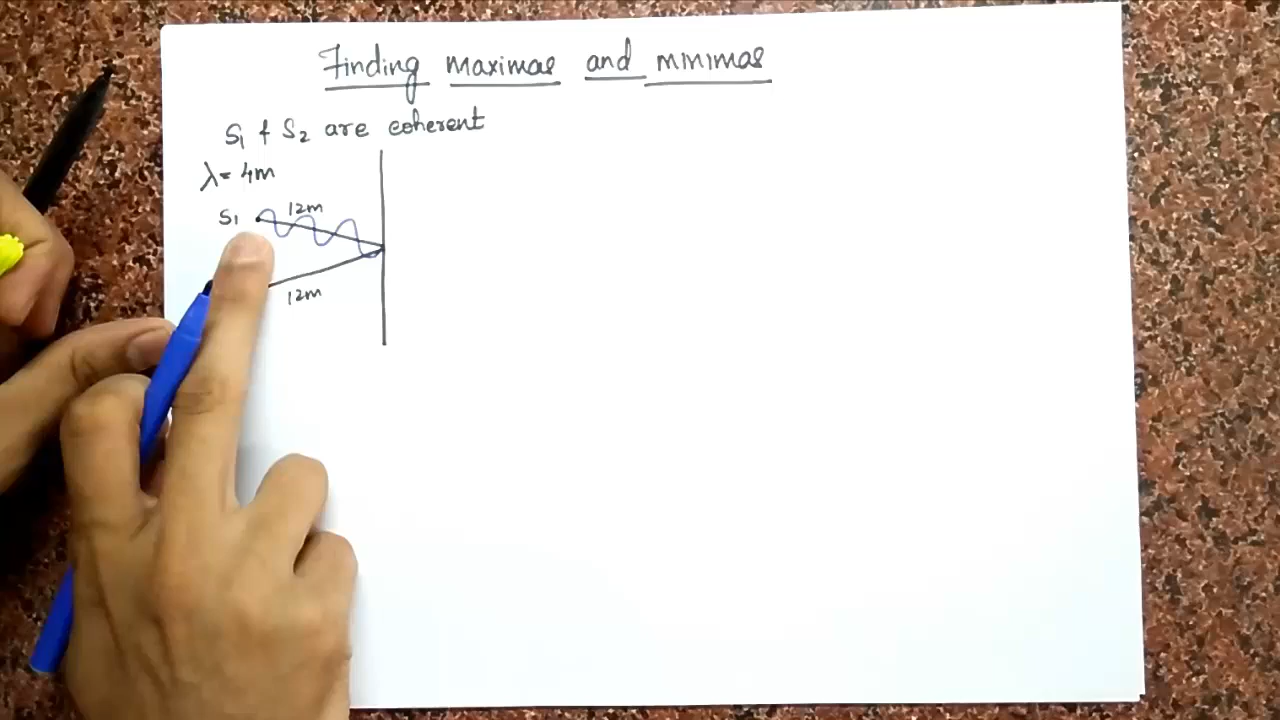 Finding maximas and minimas
S₁ & S₂ are coherent
λ = 4m
12m
S₁
12m